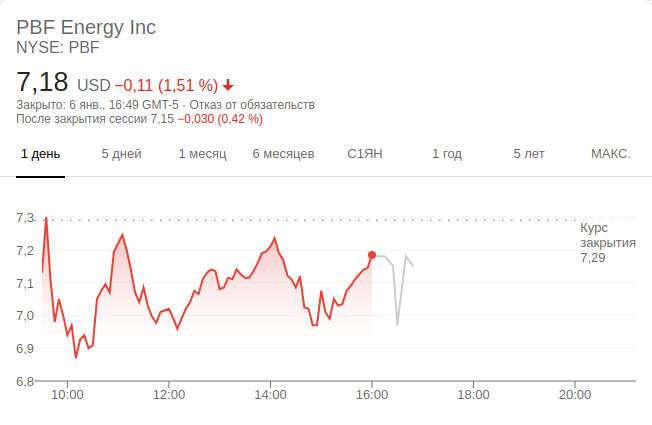 PBF Energy Inc
NYSE: PBF
7,18 USD −0,11 (1,51 %)
Закрыто: 6 янв., 16:49 GMT-5 · Отказ от обязательств
После закрытия сессии 7,15 −0,030 (0,42 %)
1 день 5 дней 1 месяц 6 месяцев С1ЯН 1 год 5 лет МАКС.
7,3
Курс
закрытия
7,29
7,2
7,1
7,0
6,9
6,8
10:00 12:00 14:00 16:00 18:00 20:00